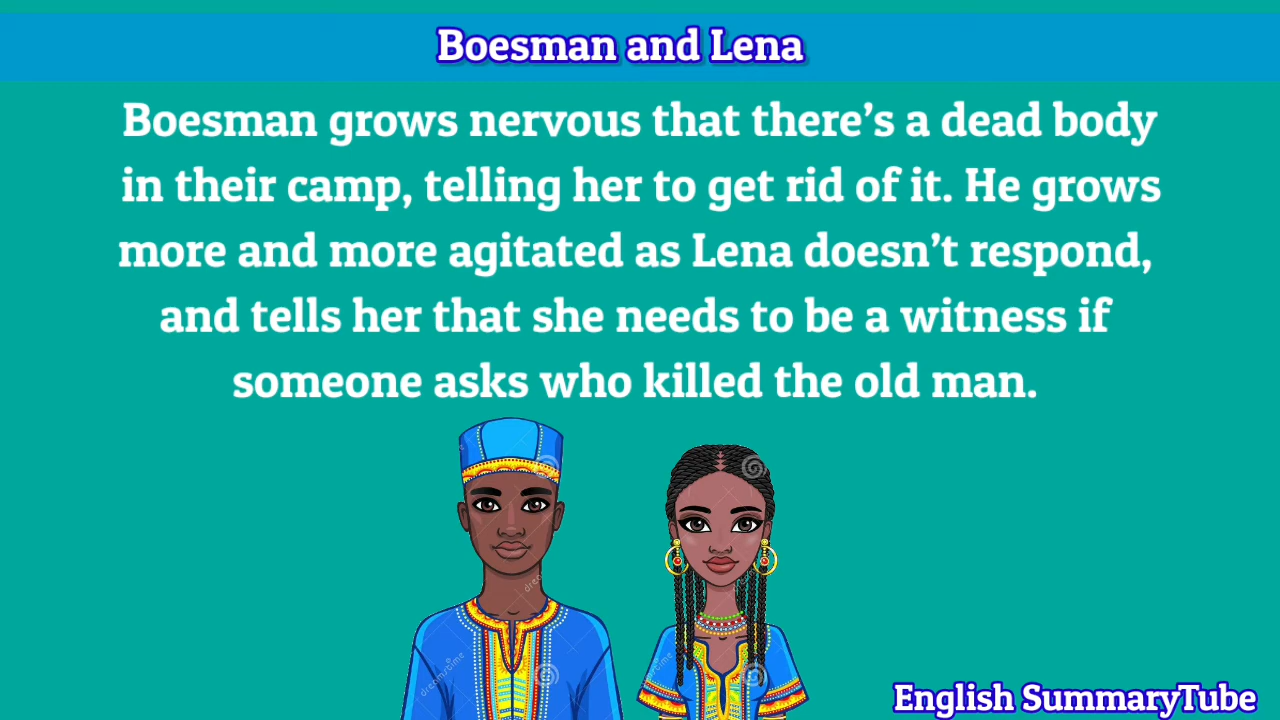 Boesman and Lena
Boesman grows nervous that there’s a dead body
in their camp, telling her to get rid of it. He grows
more and more agitated as Lena doesn’t respond,
and tells her that she needs to be a witness if
someone asks who killed the old man.
dreamstime
English SummaryTube